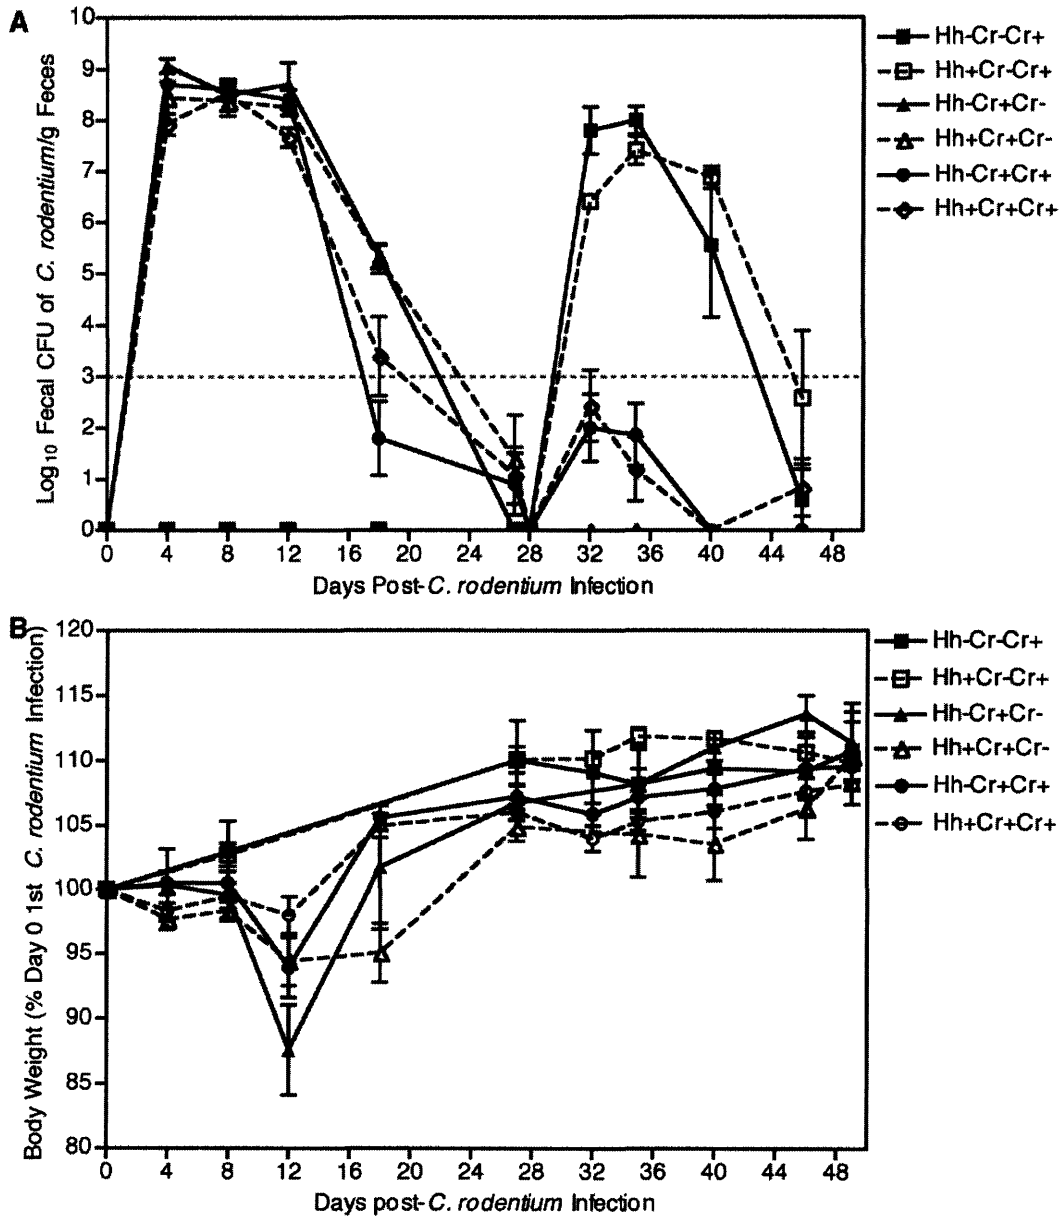 A
Log10 Fecal CFU of C. rodentium/g Feces
10
9
8
7
6
5
4
3
2
1
0
0 4 8 12 16 20 24 28 32 36 40 44 48
Days Post-C. rodentium Infection
Hh-Cr-Cr+
Hh+Cr-Cr+
Hh-Cr+Cr-
Hh+Cr+Cr-
Hh-Cr+Cr+
Hh+Cr+Cr+
B
Body Weight (% Day 0 1st C. rodentium Infection)
120
115
110
105
100
95
90
85
80
0 4 8 12 16 20 24 28 32 36 40 44 48
Days post-C. rodentium Infection
Hh-Cr-Cr+
Hh+Cr-Cr+
Hh-Cr+Cr-
Hh+Cr+Cr-
Hh-Cr+Cr+
Hh+Cr+Cr+